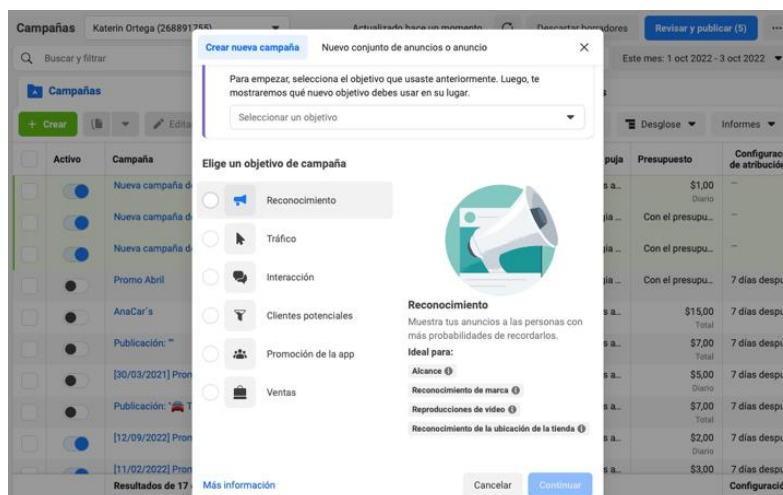 Campañas
Katerin Ortega (268891755)
Actualizado hace un momento
Descartar borradores
Revisar y publicar (5)
Buscar y filtrar
Este mes: 1 oct 2022 - 3 oct 2022
Crear nueva campaña
Nuevo conjunto de anuncios o anuncio
Para empezar, selecciona el objetivo que usaste anteriormente. Luego, te
mostraremos qué nuevo objetivo debes usar en su lugar.
Seleccionar un objetivo
Elige un objetivo de campaña
Reconocimiento
Tráfico
Interacción
Clientes potenciales
Promoción de la app
Ventas
Reconocimiento
Muestra tus anuncios a las personas con
más probabilidades de recordarlos.
Ideal para:
Alcance
Reconocimiento de marca
Reproducciones de video
Reconocimiento de la ubicación de la tienda
Más información
Cancelar
Continuar
Campañas
+ Crear
Edita
Desglose
Informes
Activo
Campaña
puja
Presupuesto
Configurac
de atribución
Nueva campaña d
s a...
$1,00
Diario
Nueva campaña d
gia ...
Con el presupu...
Nueva campaña d
gia ...
Con el presupu...
Promo Abril
gia ...
Con el presupu...
7 días despu
AnaCar´s
s a...
$15,00
Total
7 días despu
Publicación: ""
s a...
$7,00
Total
7 días despu
[30/03/2021] Pron
s a...
$5,00
Diario
7 días despu
Publicación: "🚘 T
s a...
$7,00
Total
7 días despu
[12/09/2022] Pron
s a...
$2,00
Diario
7 días despu
[11/02/2022] Pron
s a...
$3,00
7 días despu
Resultados de 17
Configuració